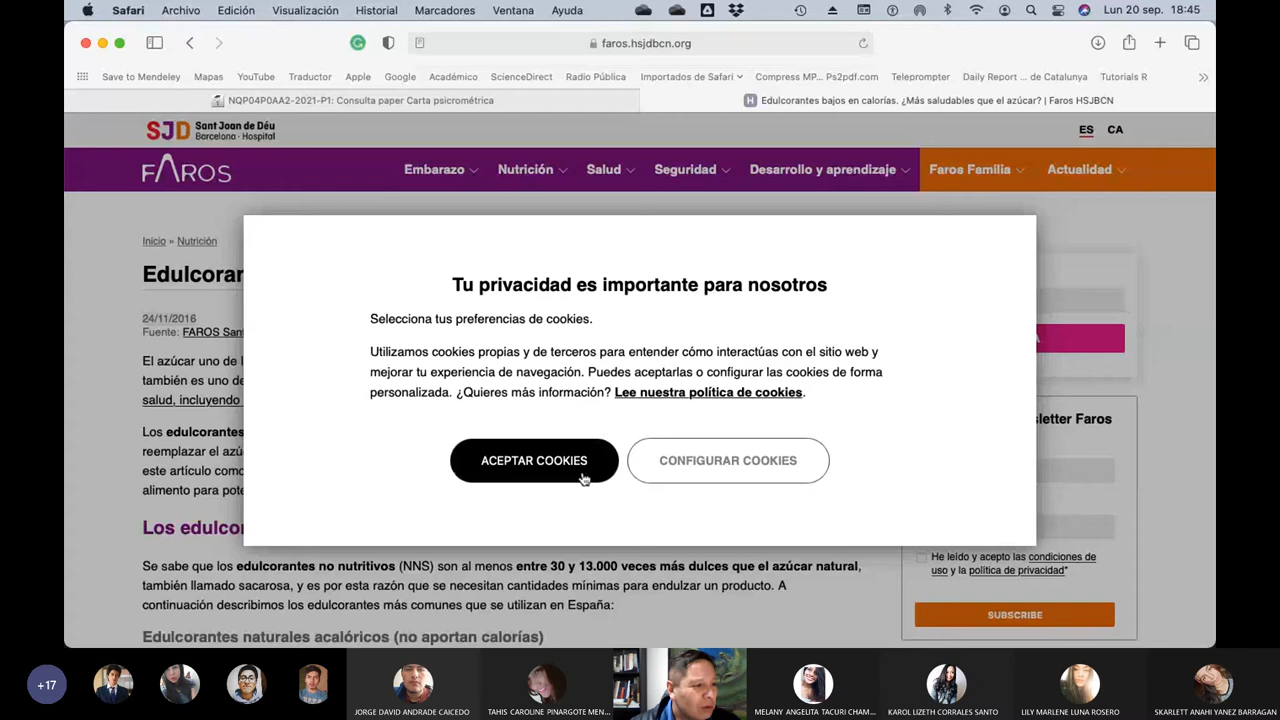 Safari Archivo Edición Visualización Historial Marcadores Ventana Ayuda Lun 20 sep. 18:45
faros.hsjdbcn.org
Save to Mendeley Mapas YouTube Traductor Apple Google Académico ScienceDirect Radio Pública Importados de Safari Compress MP... Ps2pdf.com Teleprompter Daily Report ... de Catalunya Tutorials R
NQP04P0AA2-2021-P1: Consulta paper Carta psicrométrica
H Edulcorantes bajos en calorías. ¿Más saludables que el azúcar? | Faros HSJBCN
SJD Sant Joan de Déu
Barcelona · Hospital
ES CA
FAROS Embarazo Nutrición Salud Seguridad Desarrollo y aprendizaje Faros Familia Actualidad
Inicio » Nutrición
Edulcoran
24/11/2016
Fuente: FAROS San
El azúcar uno de l
también es uno de
salud, incluyendo
Los edulcorantes
reemplazar el azú
este artículo como
alimento para pote
Los edulco
Tu privacidad es importante para nosotros
Selecciona tus preferencias de cookies.
Utilizamos cookies propias y de terceros para entender cómo interactúas con el sitio web y
mejorar tu experiencia de navegación. Puedes aceptarlas o configurar las cookies de forma
personalizada. ¿Quieres más información? Lee nuestra política de cookies.
ACEPTAR COOKIES CONFIGURAR COOKIES
A
sletter Faros
He leído y acepto las condiciones de
uso y la política de privacidad*
SUBSCRIBE
Se sabe que los edulcorantes no nutritivos (NNS) son al menos entre 30 y 13.000 veces más dulces que el azúcar natural,
también llamado sacarosa, y es por esta razón que se necesitan cantidades mínimas para endulzar un producto. A
continuación describimos los edulcorantes más comunes que se utilizan en España:
Edulcorantes naturales acalóricos (no aportan calorías)
+17
JORGE DAVID ANDRADE CAICEDO
TAHIS CAROLINE PINARGOTE MEN...
MELANY ANGELITA TACURI CHAM...
KAROL LIZETH CORRALES SANTO
LILY MARLENE LUNA ROSERO
SKARLETT ANAHI YANEZ BARRAGAN